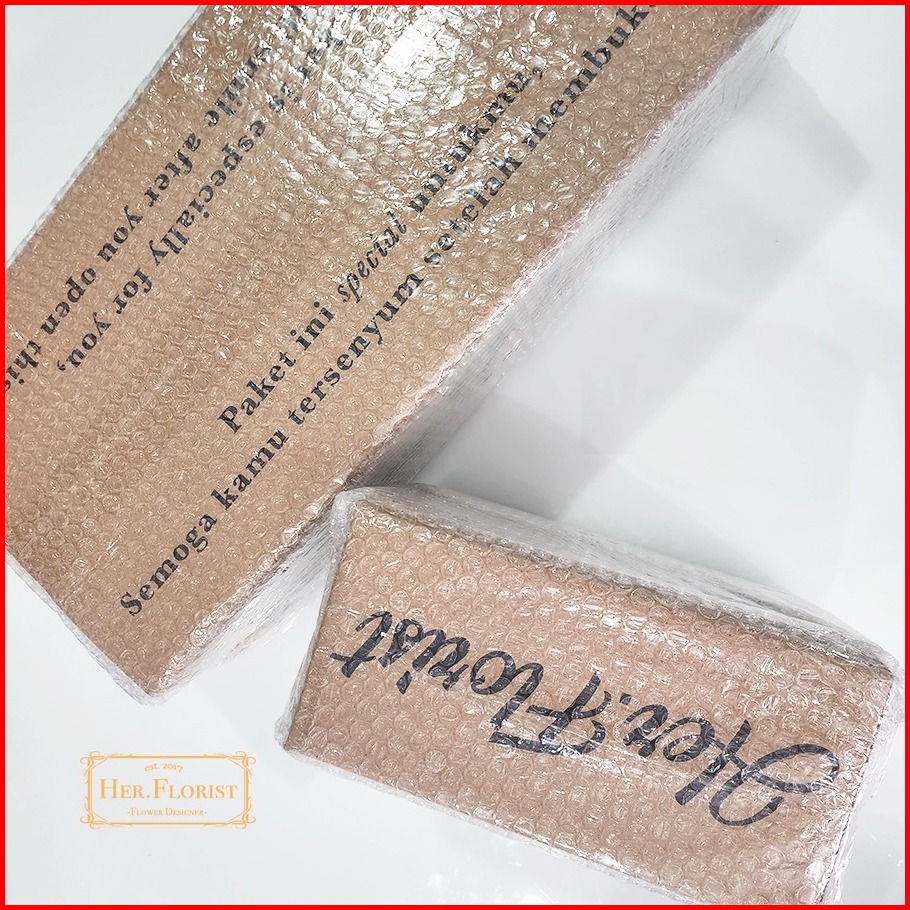 Paket ini special untukmu,
Semoga kamu tersenyum setelah membuka
is especially for you,
smile after you open this
Her.Florist
est. 2017
HER.FLORIST
-FLOWER DESIGNER-